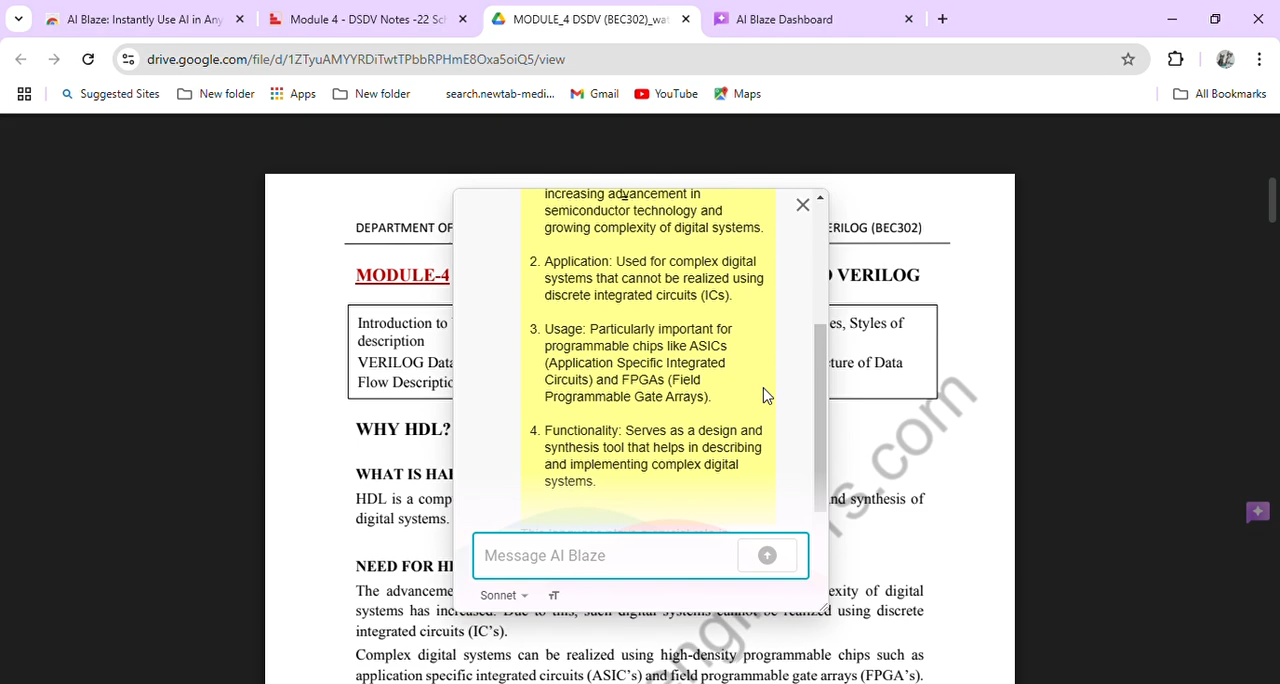 AI Blaze: Instantly Use AI in Any
Module 4 - DSDV Notes -22 Sc
MODULE_4 DSDV (BEC302)_wat
AI Blaze Dashboard
drive.google.com/file/d/1ZTyuAMYYRDiTwtTPbbRPHmE8Oxa5oiQ5/view
Suggested Sites
New folder
Apps
New folder
search.newtab-medi...
Gmail
YouTube
Maps
All Bookmarks
DEPARTMENT OF
ERILOG (BEC302)
MODULE-4
VERILOG
Introduction to
es, Styles of
description
VERILOG Data
ture of Data
Flow Descriptio
WHY HDL?
WHAT IS HA
HDL is a comp
nd synthesis of
digital systems.
NEED FOR H
The advanceme
exity of digital
systems has increased. Due to this, such digital systems cannot be realized using discrete
integrated circuits (IC's).
Complex digital systems can be realized using high-density programmable chips such as
application specific integrated circuits (ASIC's) and field programmable gate arrays (FPGA's).
increasing advancement in
semiconductor technology and
growing complexity of digital systems.
2. Application: Used for complex digital
systems that cannot be realized using
discrete integrated circuits (ICs).
3. Usage: Particularly important for
programmable chips like ASICs
(Application Specific Integrated
Circuits) and FPGAs (Field
Programmable Gate Arrays).
4. Functionality: Serves as a design and
synthesis tool that helps in describing
and implementing complex digital
systems.
Message AI Blaze
Sonnet